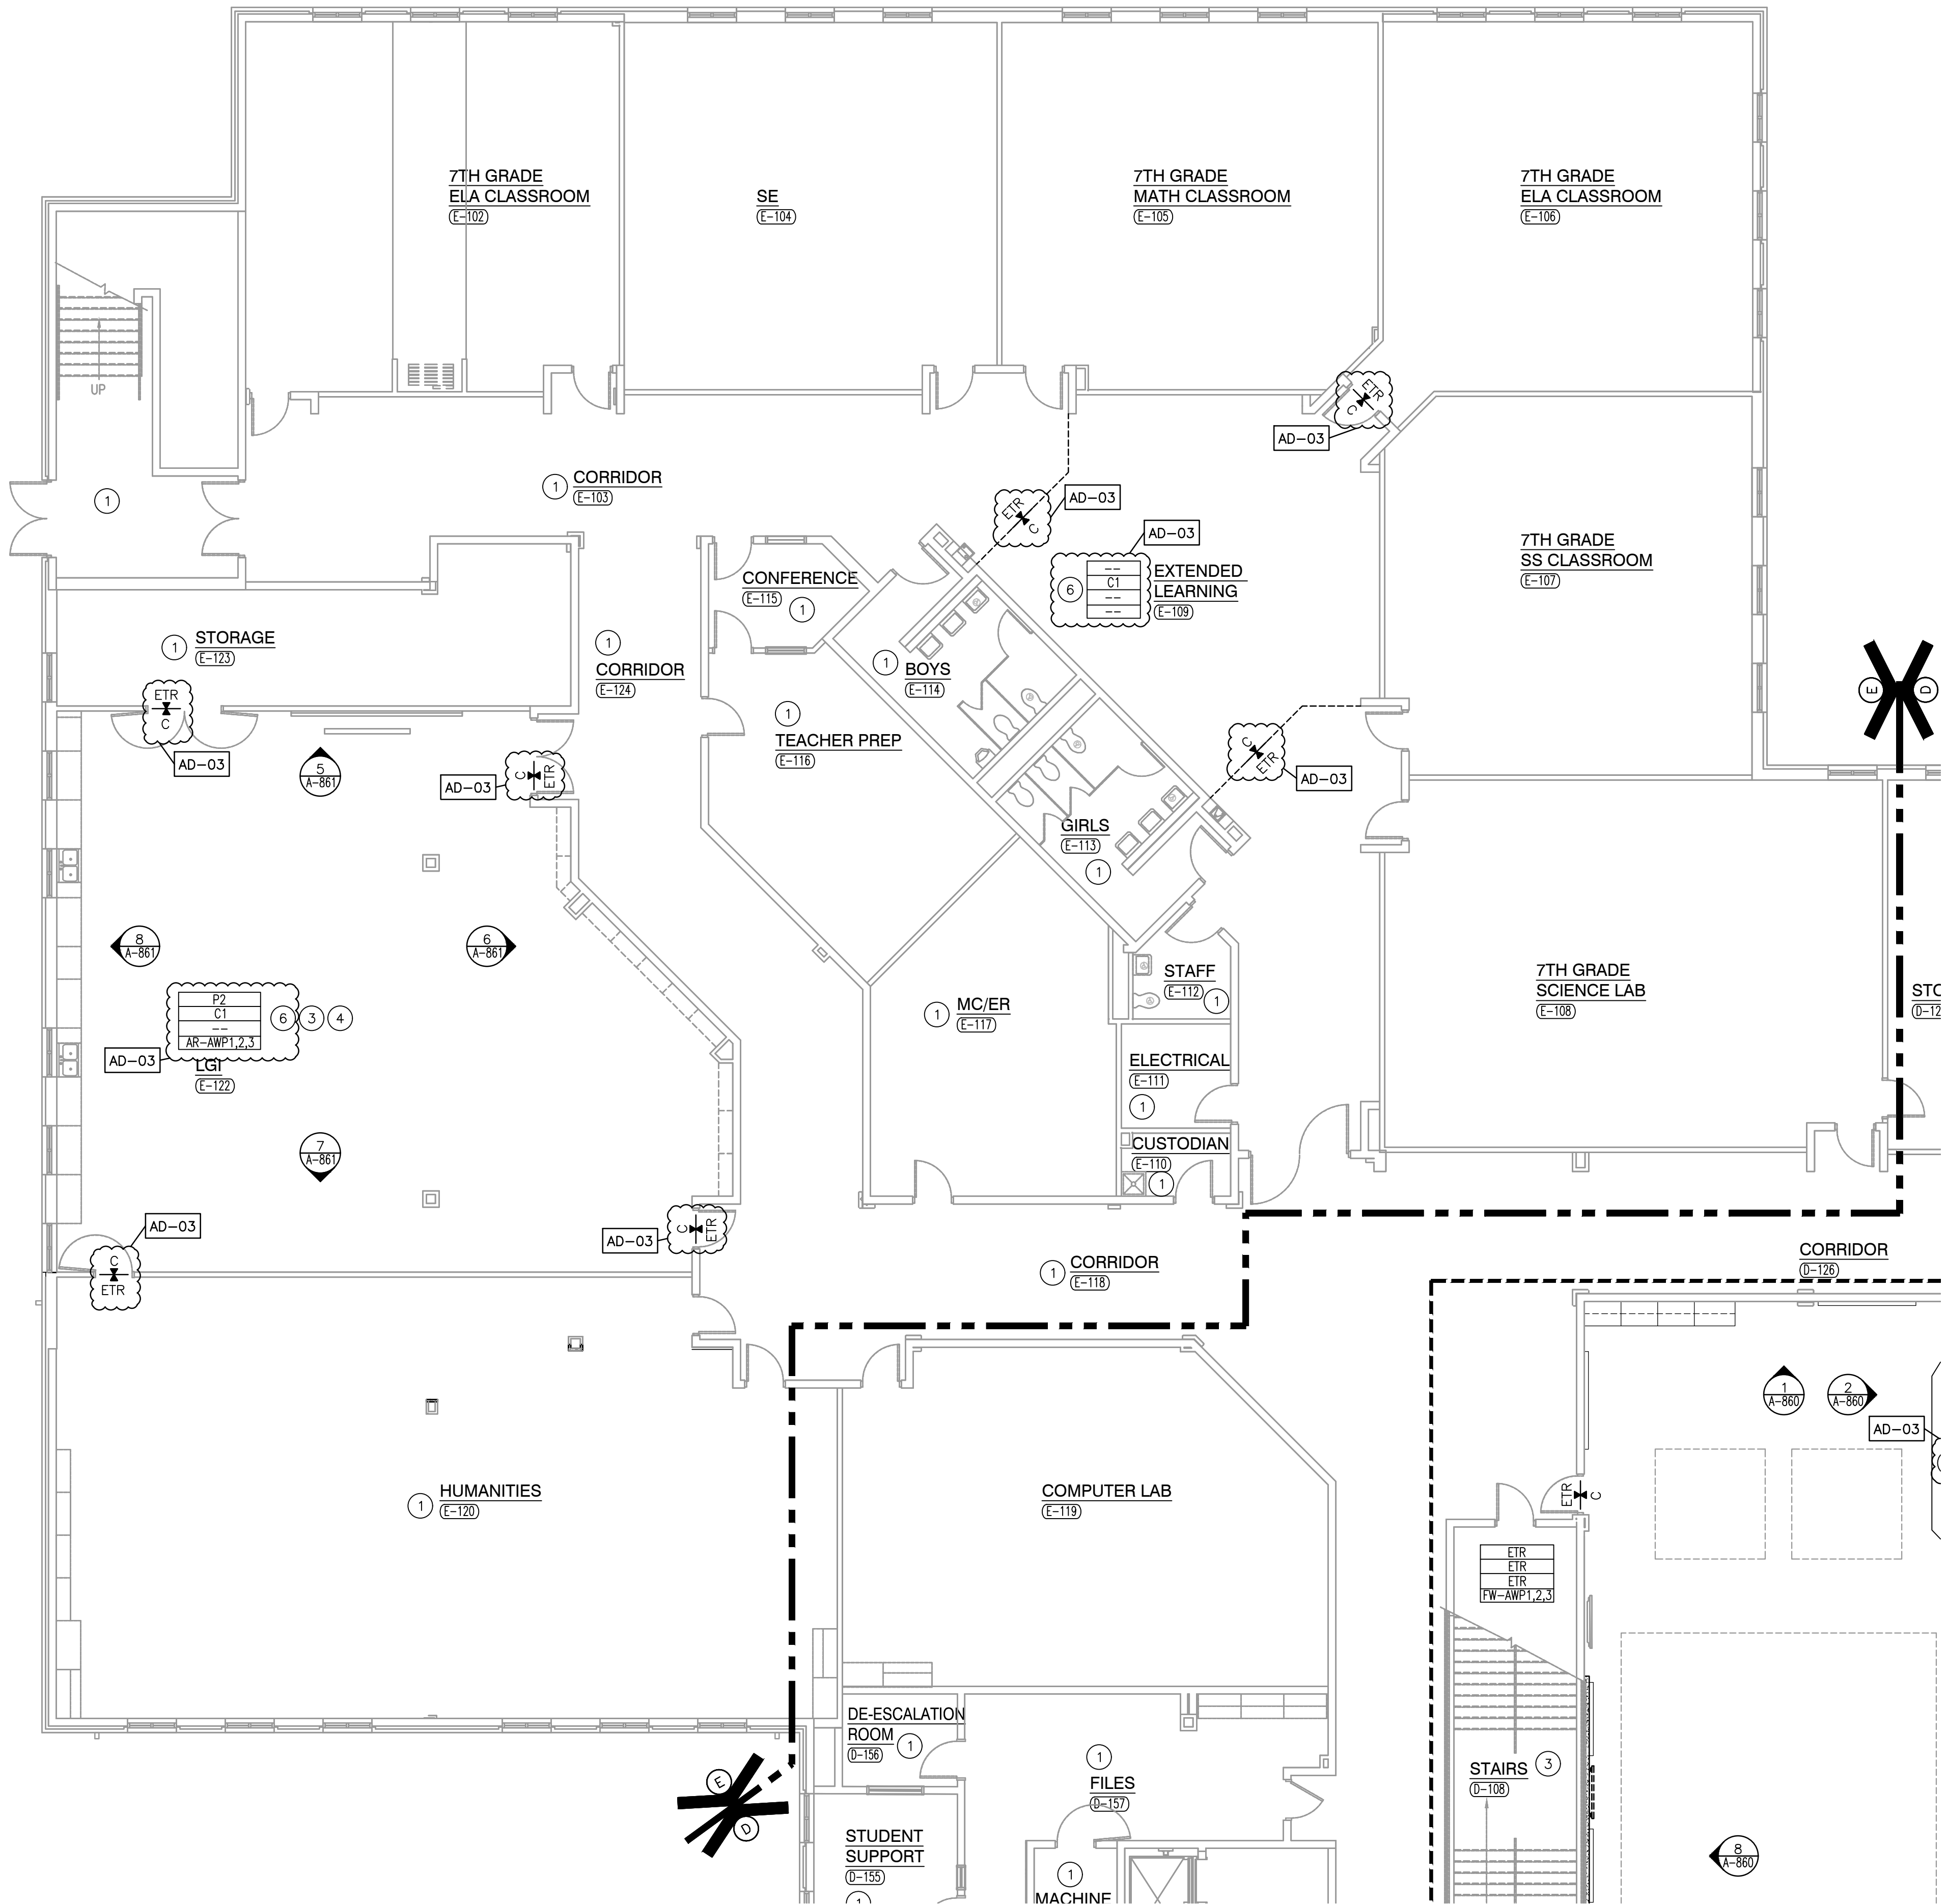 7TH GRADE
ELA CLASSROOM
E-102
SE
E-104
7TH GRADE
MATH CLASSROOM
E-105
7TH GRADE
ELA CLASSROOM
E-106
UP
ETR
C
AD-03
1
CORRIDOR
E-103
1
ETR
C
AD-03
AD-03
6
--
C1
--
--
EXTENDED
LEARNING
E-109
7TH GRADE
SS CLASSROOM
E-107
CONFERENCE
E-115
1
1
STORAGE
E-123
1
CORRIDOR
E-124
1
BOYS
E-114
E
D
ETR
C
AD-03
1
TEACHER PREP
E-116
5
A-861
C
ETR
AD-03
C
ETR
AD-03
GIRLS
E-113
1
8
A-861
6
A-861
P2
C1
--
AR-AWP1,2,3
6
3
4
AD-03
LGI
E-122
1
MC/ER
E-117
STAFF
E-112
1
7TH GRADE
SCIENCE LAB
E-108
STO
D-12
ELECTRICAL
E-111
1
7
A-861
CUSTODIAN
E-110
1
AD-03
C
ETR
C
ETR
AD-03
1
CORRIDOR
E-118
CORRIDOR
D-126
1
A-860
2
A-860
AD-03
1
HUMANITIES
E-120
COMPUTER LAB
E-119
ETR
C
ETR
ETR
ETR
FW-AWP1,2,3
DE-ESCALATION
ROOM
D-156
1
1
FILES
D-157
STAIRS
D-108
3
E
D
STUDENT
SUPPORT
D-155
1
1
MACHINE
8
A-860